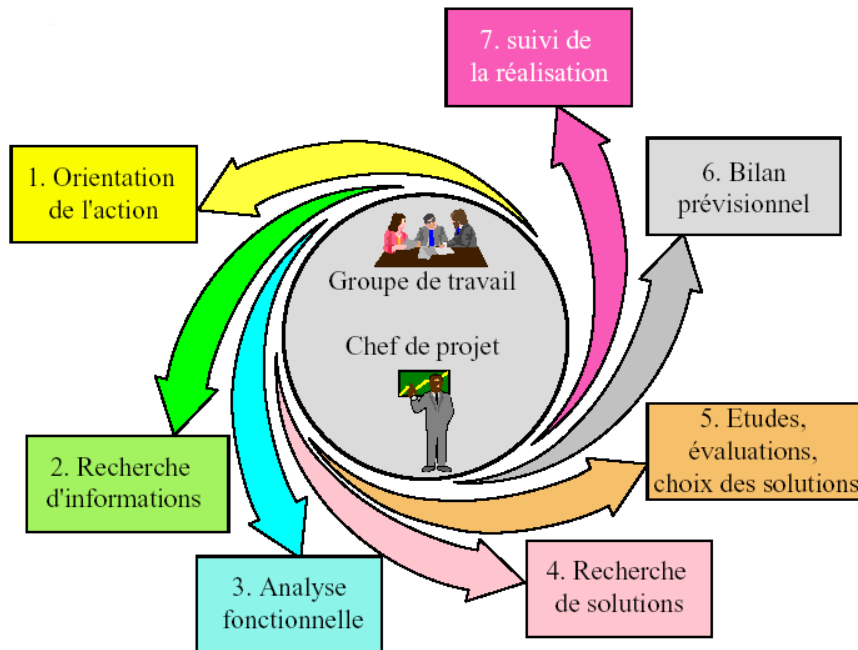 1. Orientation
de l'action
2. Recherche
d'informations
3. Analyse
fonctionnelle
4. Recherche
de solutions
5. Etudes,
évaluations,
choix des solutions
6. Bilan
prévisionnel
7. suivi de
la réalisation
Groupe de travail
Chef de projet